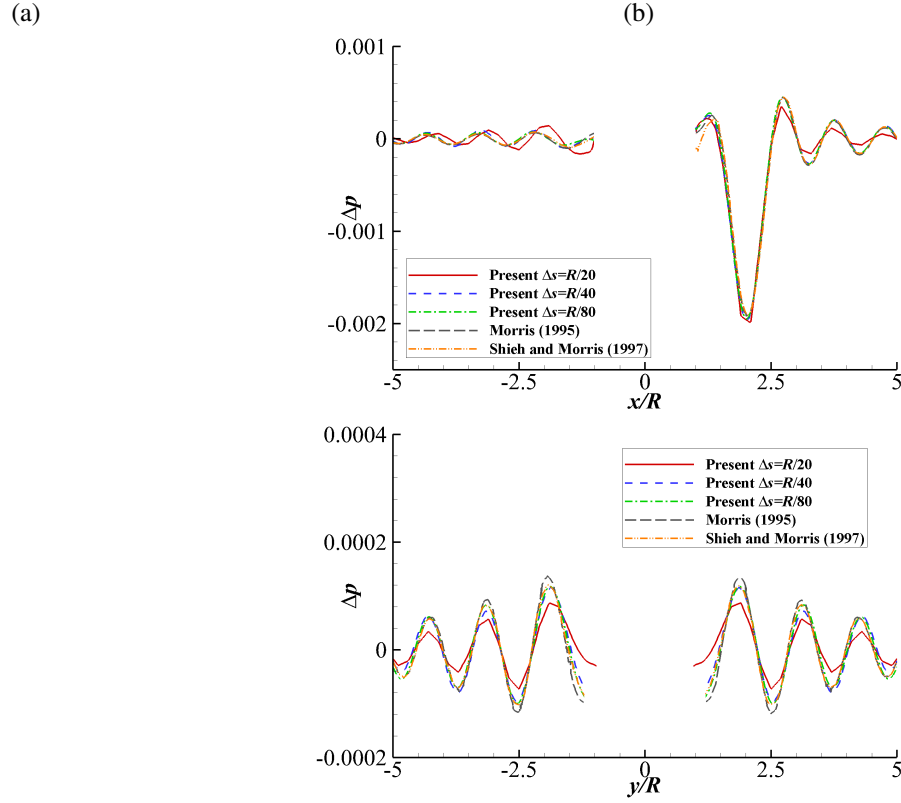 (a) (b)
0.001
0
-0.001
-0.002
Δp
Present Δs=R/20
Present Δs=R/40
Present Δs=R/80
Morris (1995)
Shieh and Morris (1997)
-5 -2.5 0 2.5 5
x/R
0.0004
0.0002
0
-0.0002
Δp
Present Δs=R/20
Present Δs=R/40
Present Δs=R/80
Morris (1995)
Shieh and Morris (1997)
-5 -2.5 0 2.5 5
y/R